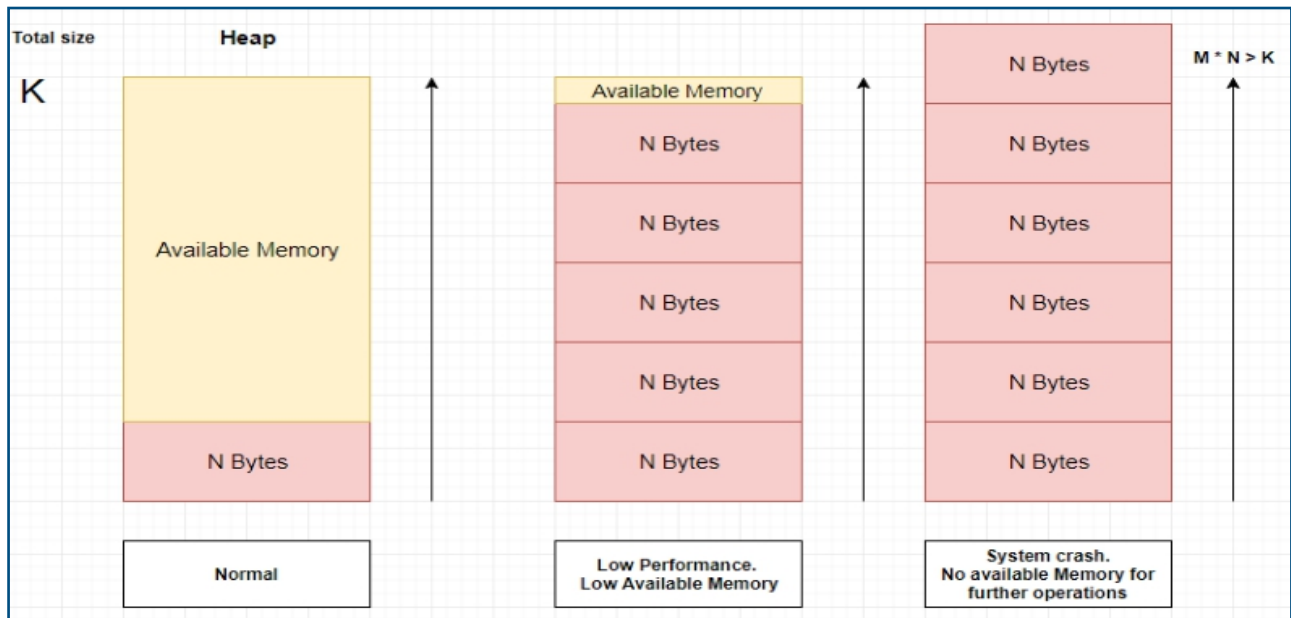 Total size
Heap
K
Available Memory
N Bytes
Normal
Available Memory
N Bytes
N Bytes
N Bytes
N Bytes
N Bytes
Low Performance.
Low Available Memory
N Bytes
N Bytes
N Bytes
N Bytes
N Bytes
N Bytes
System crash.
No available Memory for
further operations
M * N > K